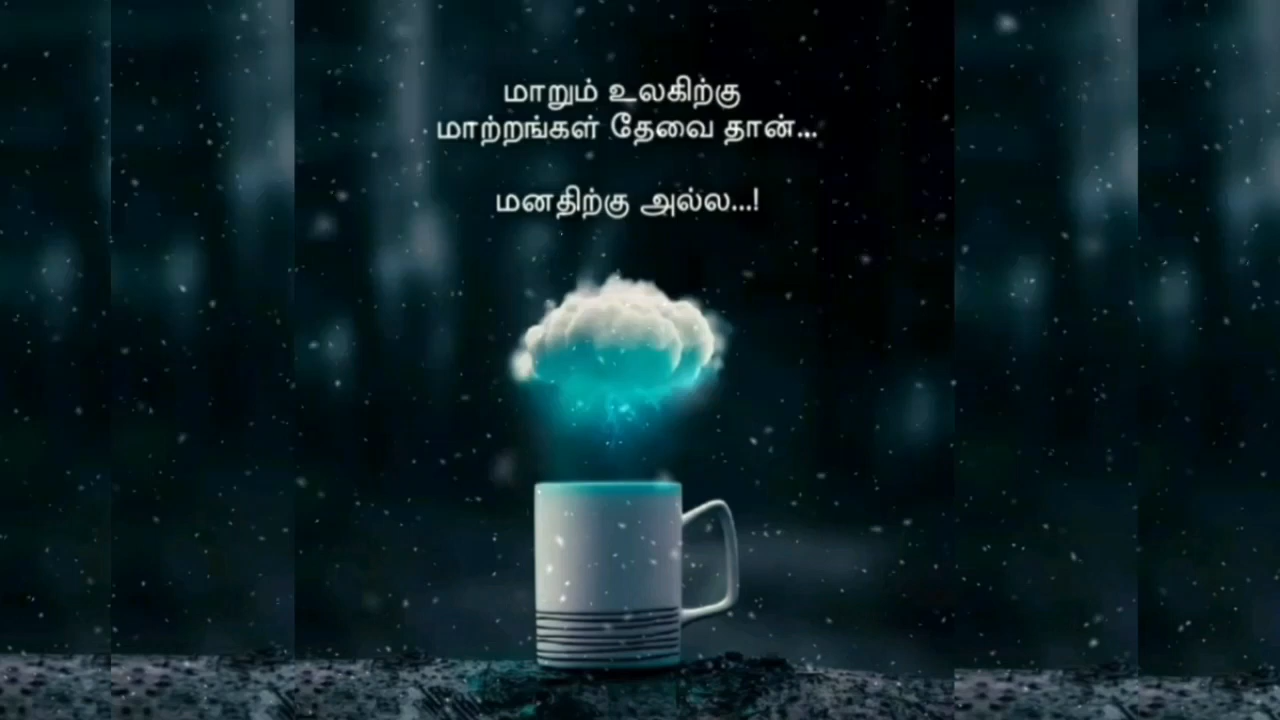 மாறும் உலகிற்கு
மாற்றங்கள் தேவை தான்...
மனதிற்கு அல்ல...!